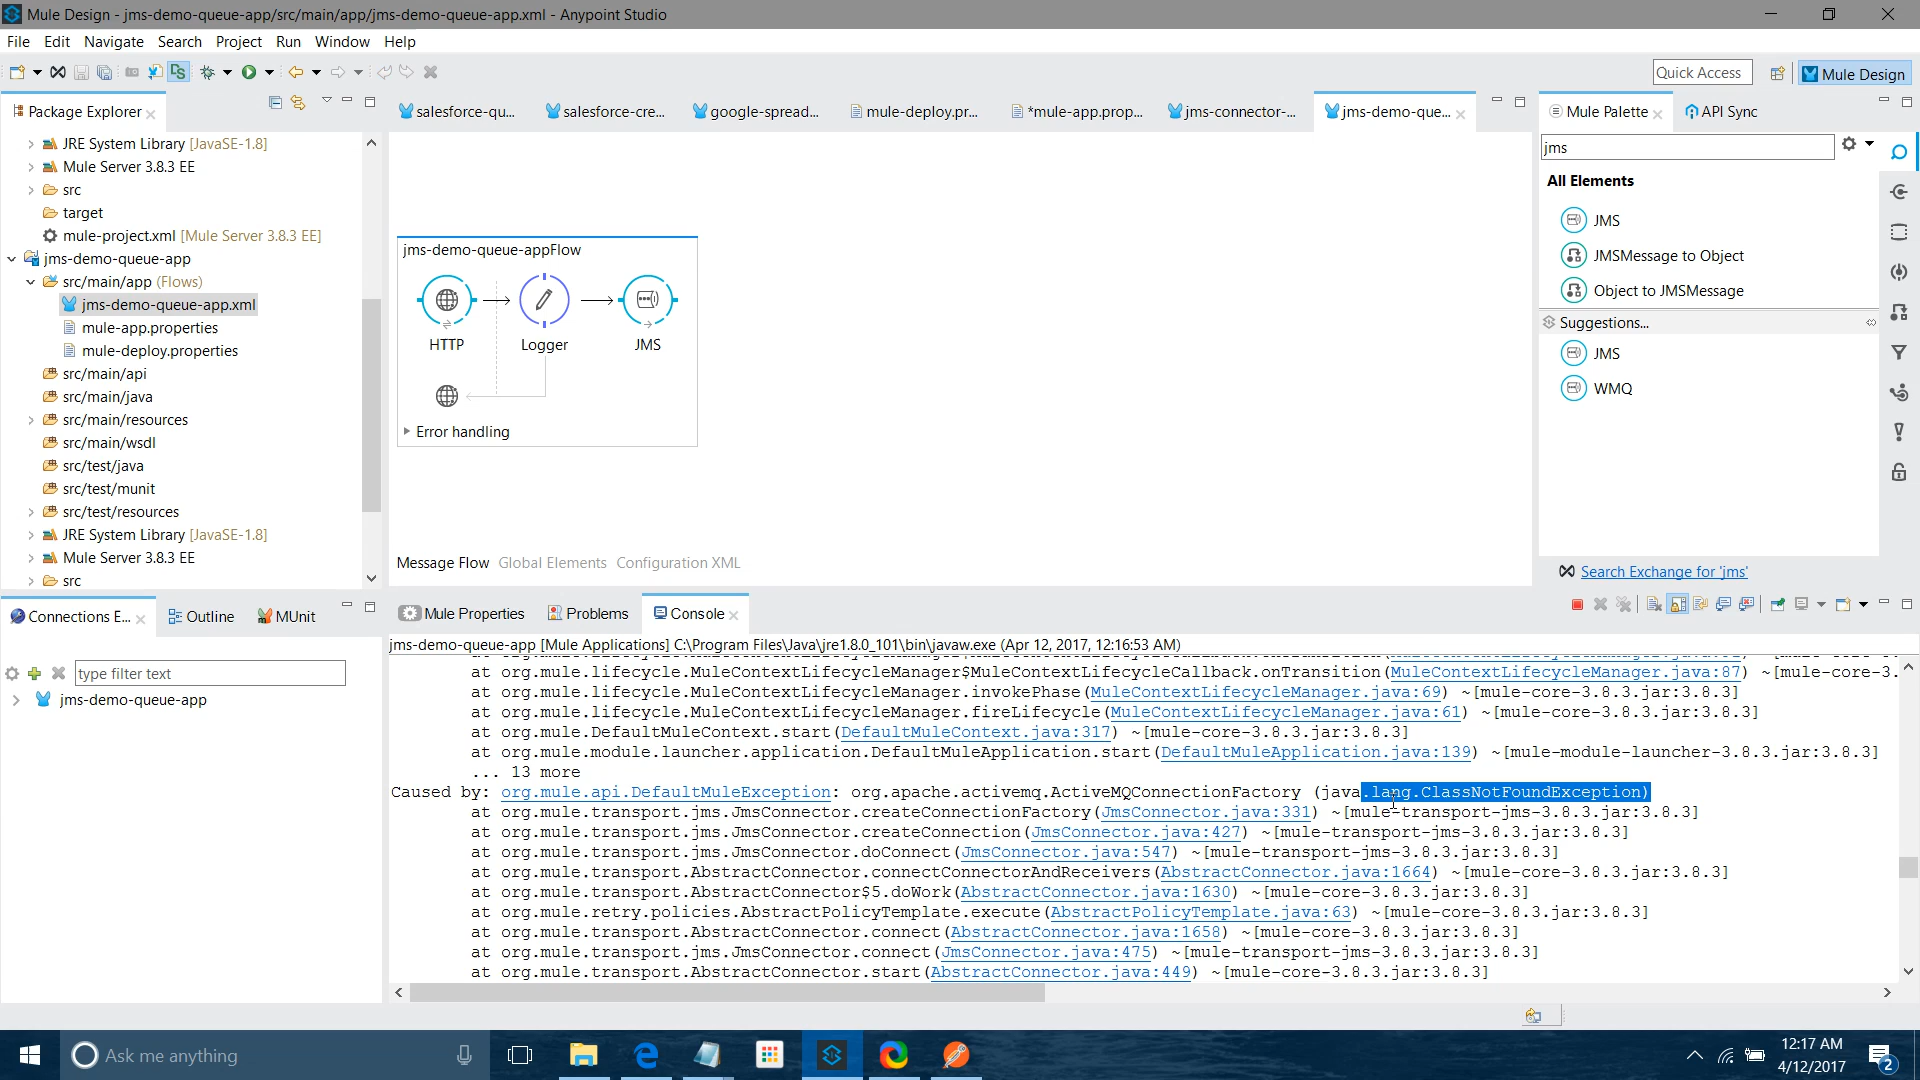 Mule Design - jms-demo-queue-app/src/main/app/jms-demo-queue-app.xml - Anypoint Studio
File Edit Navigate Search Project Run Window Help
Quick Access
Mule Design
Package Explorer
JRE System Library [JavaSE-1.8]
Mule Server 3.8.3 EE
src
target
mule-project.xml [Mule Server 3.8.3 EE]
jms-demo-queue-app
src/main/app (Flows)
jms-demo-queue-app.xml
mule-app.properties
mule-deploy.properties
src/main/api
src/main/java
src/main/resources
src/main/wsdl
src/test/java
src/test/munit
src/test/resources
JRE System Library [JavaSE-1.8]
Mule Server 3.8.3 EE
src
salesforce-qu... salesforce-cre... google-spread... mule-deploy.pr... *mule-app.prop... jms-connector-... jms-demo-que...
jms-demo-queue-appFlow
HTTP Logger JMS
Error handling
Message Flow Global Elements Configuration XML
Mule Palette API Sync
jms
All Elements
JMS
JMSMessage to Object
Object to JMSMessage
Suggestions...
JMS
WMQ
Search Exchange for 'jms'
Connections E... Outline MUnit
type filter text
jms-demo-queue-app
Mule Properties Problems Console
jms-demo-queue-app [Mule Applications] C:\Program Files\Java\jre1.8.0_101\bin\javaw.exe (Apr 12, 2017, 12:16:53 AM)
at org.mule.lifecycle.MuleContextLifecycleManager$MuleContextLifecycleCallback.onTransition(MuleContextLifecycleManager.java:87) ~[mule-co
at org.mule.lifecycle.MuleContextLifecycleManager.invokePhase(MuleContextLifecycleManager.java:69) ~[mule-core-3.8.3.jar:3.8.3]
at org.mule.lifecycle.MuleContextLifecycleManager.fireLifecycle(MuleContextLifecycleManager.java:61) ~[mule-core-3.8.3.jar:3.8.3]
at org.mule.DefaultMuleContext.start(DefaultMuleContext.java:317) ~[mule-core-3.8.3.jar:3.8.3]
at org.mule.module.launcher.application.DefaultMuleApplication.start(DefaultMuleApplication.java:139) ~[mule-module-launcher-3.8.3.jar:3.8.3]
... 13 more
Caused by: org.mule.api.DefaultMuleException: org.apache.activemq.ActiveMQConnectionFactory (java.lang.ClassNotFoundException)
at org.mule.transport.jms.JmsConnector.createConnectionFactory(JmsConnector.java:331) ~[mule-transport-jms-3.8.3.jar:3.8.3]
at org.mule.transport.jms.JmsConnector.createConnection(JmsConnector.java:427) ~[mule-transport-jms-3.8.3.jar:3.8.3]
at org.mule.transport.jms.JmsConnector.doConnect(JmsConnector.java:547) ~[mule-transport-jms-3.8.3.jar:3.8.3]
at org.mule.transport.AbstractConnector.connectConnectorAndReceivers(AbstractConnector.java:1664) ~[mule-core-3.8.3.jar:3.8.3]
at org.mule.transport.AbstractConnector$5.doWork(AbstractConnector.java:1630) ~[mule-core-3.8.3.jar:3.8.3]
at org.mule.retry.policies.AbstractPolicyTemplate.execute(AbstractPolicyTemplate.java:63) ~[mule-core-3.8.3.jar:3.8.3]
at org.mule.transport.AbstractConnector.connect(AbstractConnector.java:1658) ~[mule-core-3.8.3.jar:3.8.3]
at org.mule.transport.jms.JmsConnector.connect(JmsConnector.java:475) ~[mule-transport-jms-3.8.3.jar:3.8.3]
at org.mule.transport.AbstractConnector.start(AbstractConnector.java:449) ~[mule-core-3.8.3.jar:3.8.3]
Ask me anything
12:17 AM
4/12/2017
2